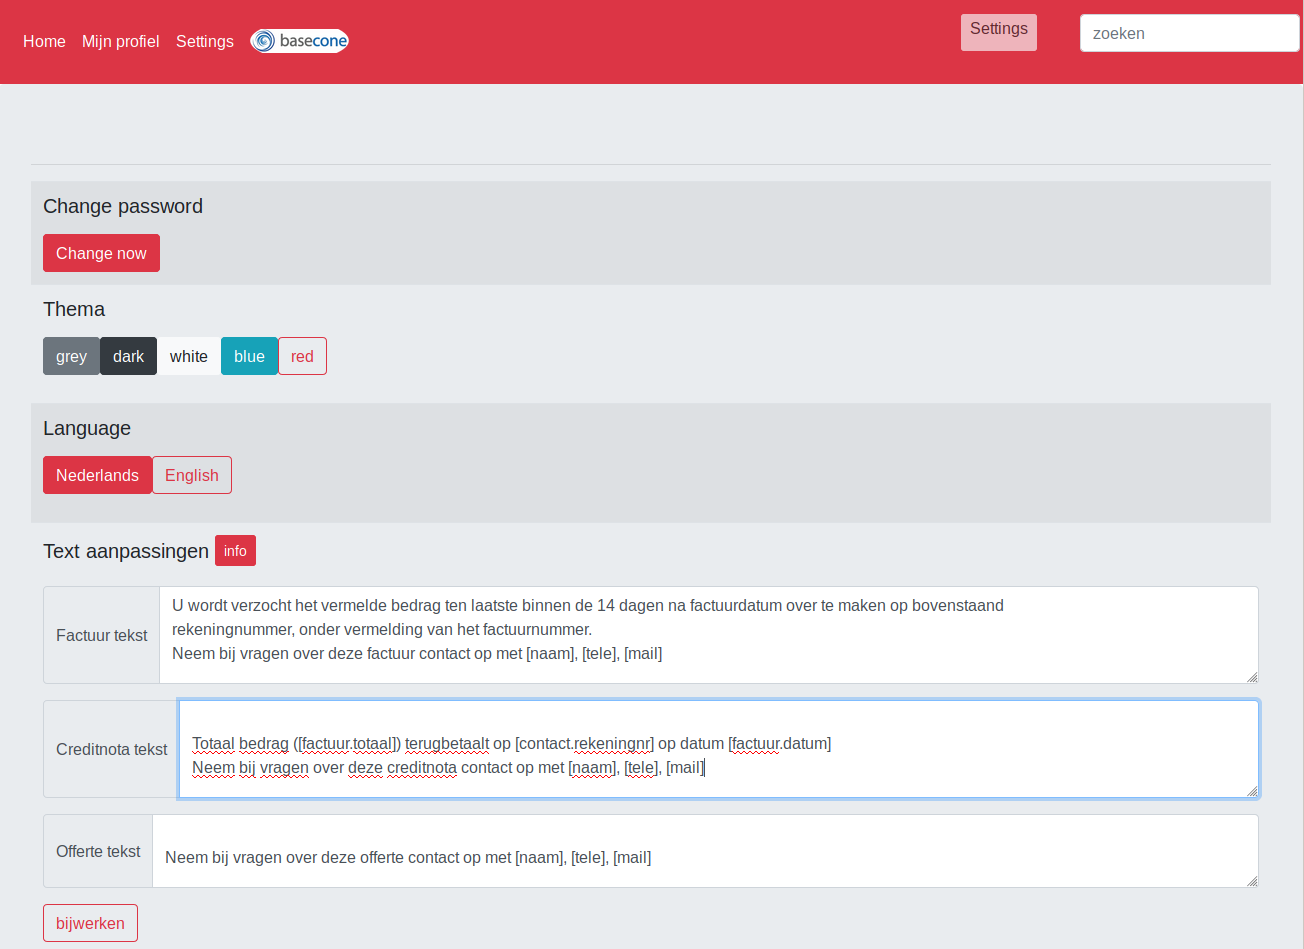 Home Mijn profiel Settings basecone Settings zoeken
Change password
Change now
Thema
grey dark white blue red
Language
Nederlands English
Text aanpassingen info
Factuur tekst
U wordt verzocht het vermelde bedrag ten laatste binnen de 14 dagen na factuurdatum over te maken op bovenstaand
rekeningnummer, onder vermelding van het factuurnummer.
Neem bij vragen over deze factuur contact op met [naam], [tele], [mail]
Creditnota tekst
Totaal bedrag ([factuur.totaal]) terugbetaalt op [contact.rekeningnr] op datum [factuur.datum]
Neem bij vragen over deze creditnota contact op met [naam], [tele], [mail]
Offerte tekst
Neem bij vragen over deze offerte contact op met [naam], [tele], [mail]
bijwerken